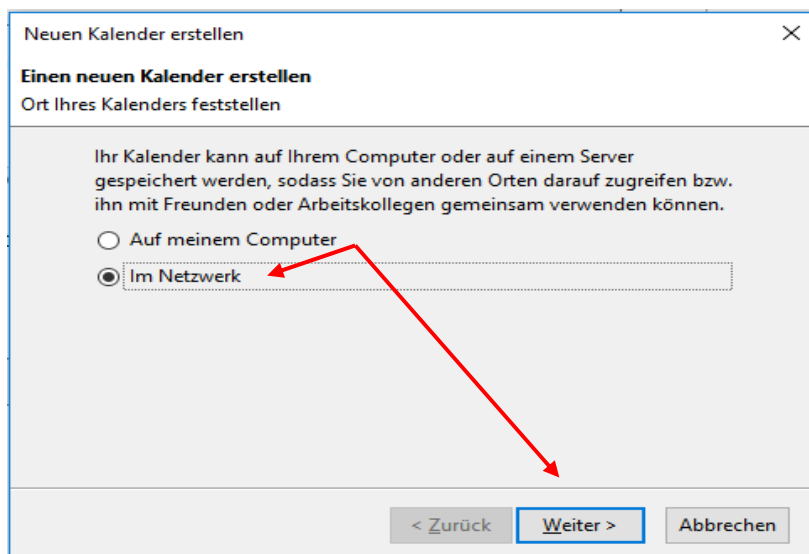 Neuen Kalender erstellen
Einen neuen Kalender erstellen
Ort Ihres Kalenders feststellen
Ihr Kalender kann auf Ihrem Computer oder auf einem Server
gespeichert werden, sodass Sie von anderen Orten darauf zugreifen bzw.
ihn mit Freunden oder Arbeitskollegen gemeinsam verwenden können.
Auf meinem Computer
Im Netzwerk
< Zurück Weiter > Abbrechen